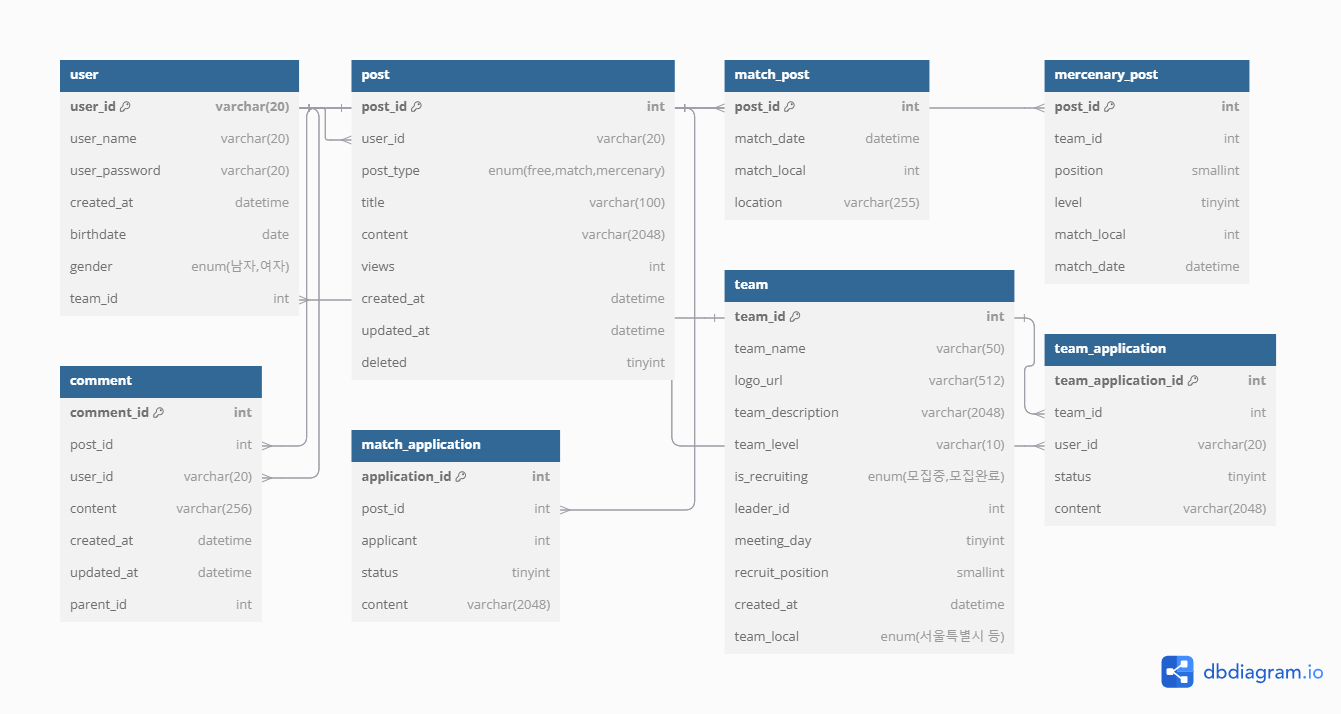 user
user_id varchar(20)
user_name varchar(20)
user_password varchar(20)
created_at datetime
birthdate date
gender enum(남자,여자)
team_id int
post
post_id int
user_id varchar(20)
post_type enum(free,match,mercenary)
title varchar(100)
content varchar(2048)
views int
created_at datetime
updated_at datetime
deleted tinyint
match_post
post_id int
match_date datetime
match_local int
location varchar(255)
mercenary_post
post_id int
team_id int
position smallint
level tinyint
match_local int
match_date datetime
team
team_id int
team_name varchar(50)
logo_url varchar(512)
team_description varchar(2048)
team_level varchar(10)
is_recruiting enum(모집중,모집완료)
leader_id int
meeting_day tinyint
recruit_position smallint
created_at datetime
team_local enum(서울특별시 등)
team_application
team_application_id int
team_id int
user_id varchar(20)
status tinyint
content varchar(2048)
comment
comment_id int
post_id int
user_id varchar(20)
content varchar(256)
created_at datetime
updated_at datetime
parent_id int
match_application
application_id int
post_id int
applicant int
status tinyint
content varchar(2048)
dbdiagram.io